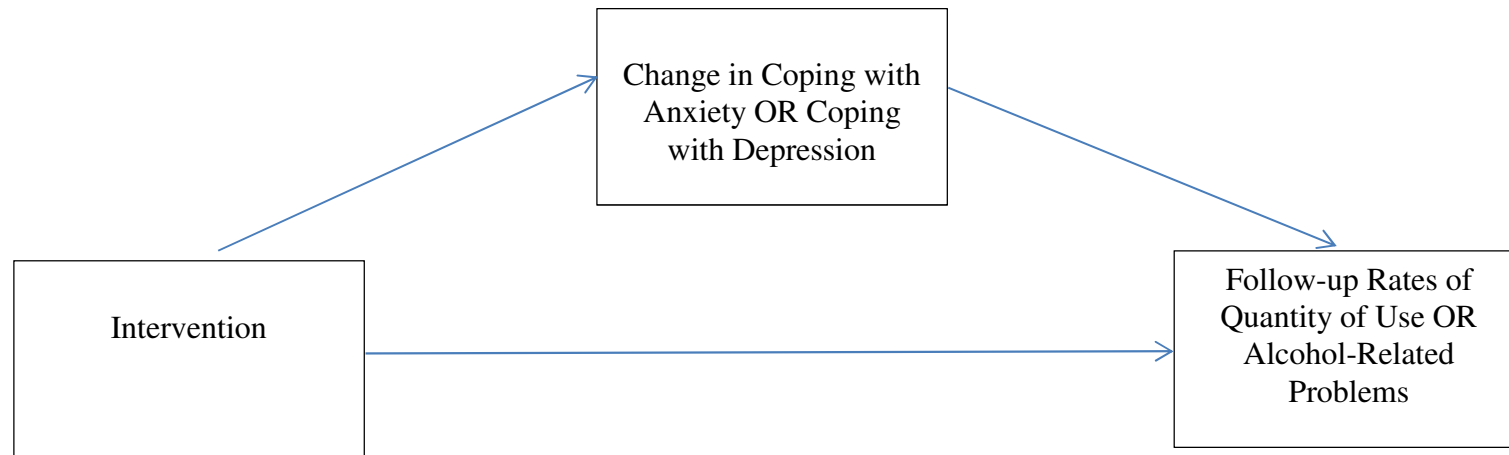 Change in Coping with
Anxiety OR Coping
with Depression
Intervention
Follow-up Rates of
Quantity of Use OR
Alcohol-Related
Problems